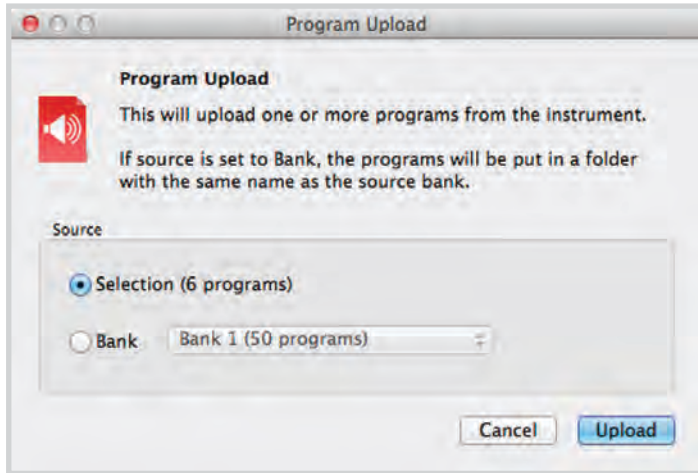 Program Upload
Program Upload
This will upload one or more programs from the instrument.
If source is set to Bank, the programs will be put in a folder
with the same name as the source bank.
Source
Selection (6 programs)
Bank Bank 1 (50 programs)
Cancel Upload